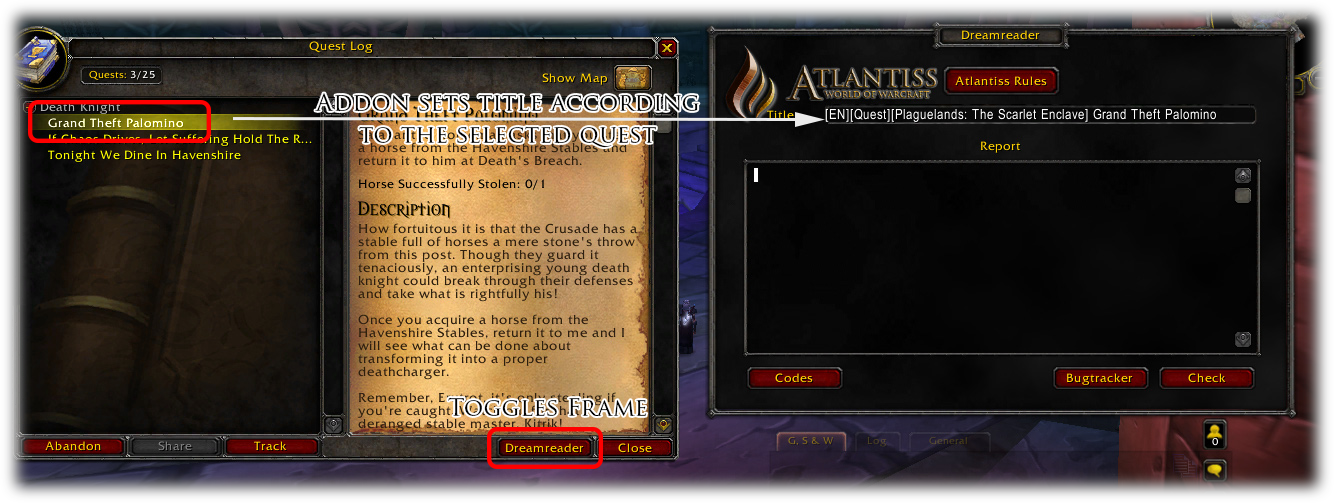 Quest Log
Quests: 3/25
Show Map
Death Knight
Grand Theft Palomino
If Chaos Drives, Let Suffering Hold The R...
Tonight We Dine In Havenshire
Addon sets title according
to the selected quest
Grand Theft Palomino
a horse from the Havenshire Stables and
return it to him at Death's Breach.
Horse Successfully Stolen: 0/1
Description
How fortuitous it is that the Crusade has a
stable full of horses a mere stone's throw
from this post. Though they guard it
tenaciously, an enterprising young death
knight could break through their defenses
and take what is rightfully his!
Once you acquire a horse from the
Havenshire Stables, return it to me and I
will see what can be done about
transforming it into a proper
deathcharger.
Remember, it's only stealing if
you're caught
deranged stable master, Kitrik!
Toggles Frame
Abandon
Share
Track
Dreamreader
Close
Dreamreader
Atlantiss
World of Warcraft
Atlantiss Rules
Title
[EN][Quest][Plaguelands: The Scarlet Enclave] Grand Theft Palomino
Report
Codes
Bugtracker
Check
G, S & W
Log
General
0